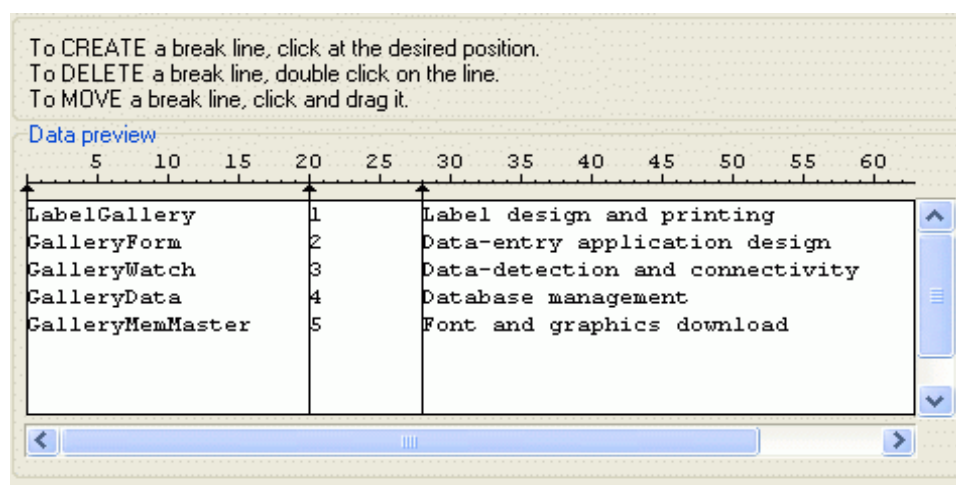 To CREATE a break line, click at the desired position.
To DELETE a break line, double click on the line.
To MOVE a break line, click and drag it.
Data preview
5 10 15 20 25 30 35 40 45 50 55 60
LabelGallery 1 Label design and printing
GalleryForm 2 Data-entry application design
GalleryWatch 3 Data-detection and connectivity
GalleryData 4 Database management
GalleryMemMaster 5 Font and graphics download